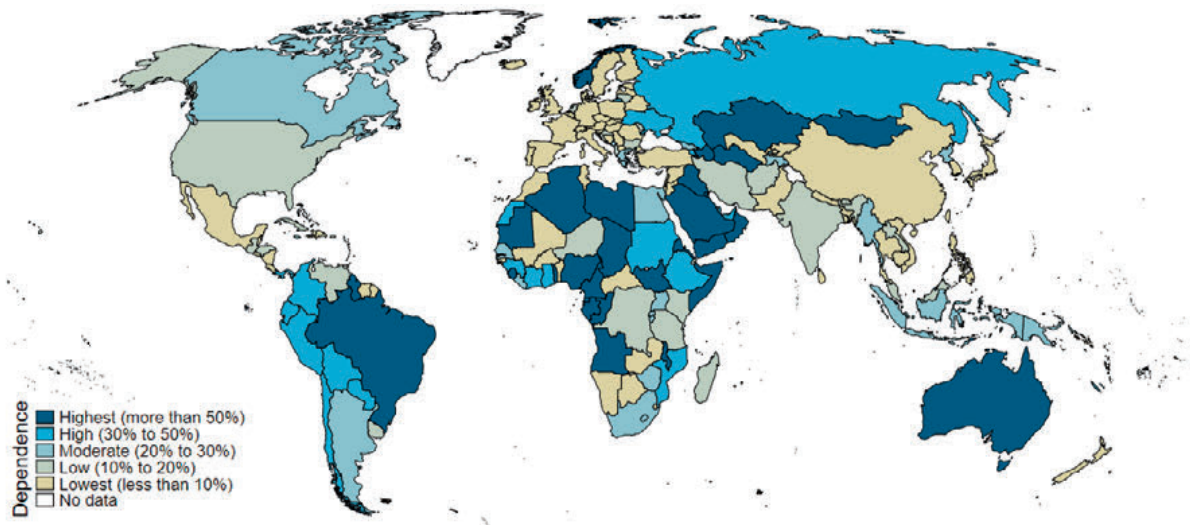 Dependence
Highest (more than 50%)
High (30% to 50%)
Moderate (20% to 30%)
Low (10% to 20%)
Lowest (less than 10%)
No data